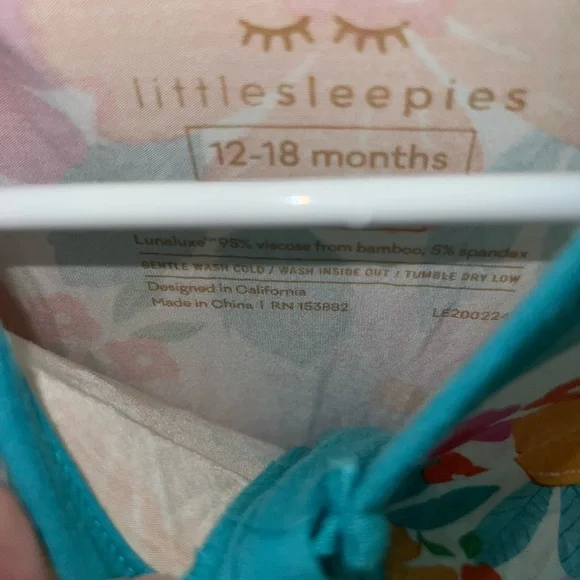 littlesleepies
12-18 months
Lunaluxe™ 95% viscose from bamboo, 5% spandex
GENTLE WASH COLD / WASH INSIDE OUT / TUMBLE DRY LOW
Designed in California
Made in China | RN 153882